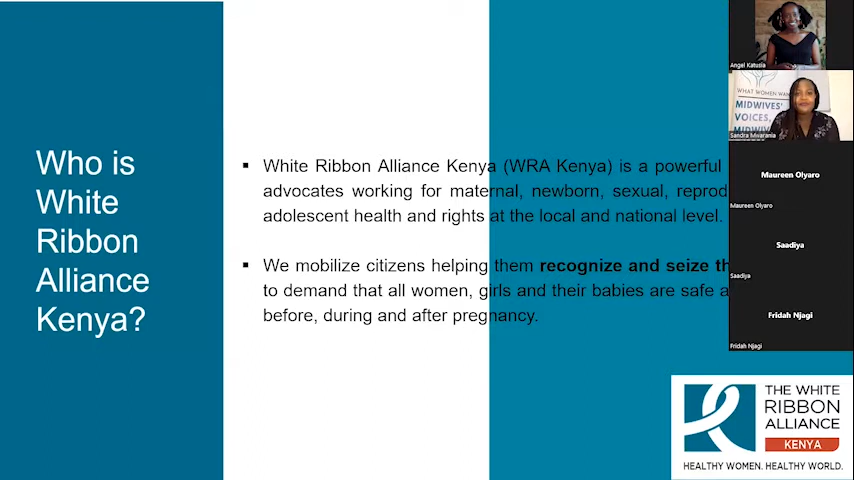 Who is
White
Ribbon
Alliance
Kenya?
▪ White Ribbon Alliance Kenya (WRA Kenya) is a powerful
advocates working for maternal, newborn, sexual, reprod
adolescent health and rights at the local and national level.
▪ We mobilize citizens helping them recognize and seize th
to demand that all women, girls and their babies are safe a
before, during and after pregnancy.
Angel Katusia
WHAT WOMEN WAN
MIDWIVES'
VOICES,
MIDWIV
Sandra Mwarania
Maureen Olyaro
Maureen Olyaro
Saadiya
Saadiya
Fridah Njagi
Fridah Njagi
THE WHITE
RIBBON
ALLIANCE
KENYA
HEALTHY WOMEN. HEALTHY WORLD.